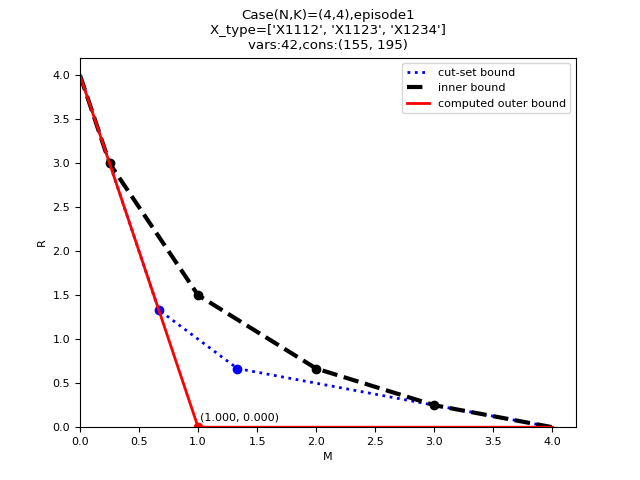 Case(N,K)=(4,4),episode1
X_type=['X1112', 'X1123', 'X1234']
vars:42,cons:(155, 195)
cut-set bound
inner bound
computed outer bound
4.0
3.5
3.0
2.5
2.0
1.5
1.0
0.5
0.0
R
(1.000, 0.000)
0.0 0.5 1.0 1.5 2.0 2.5 3.0 3.5 4.0
M